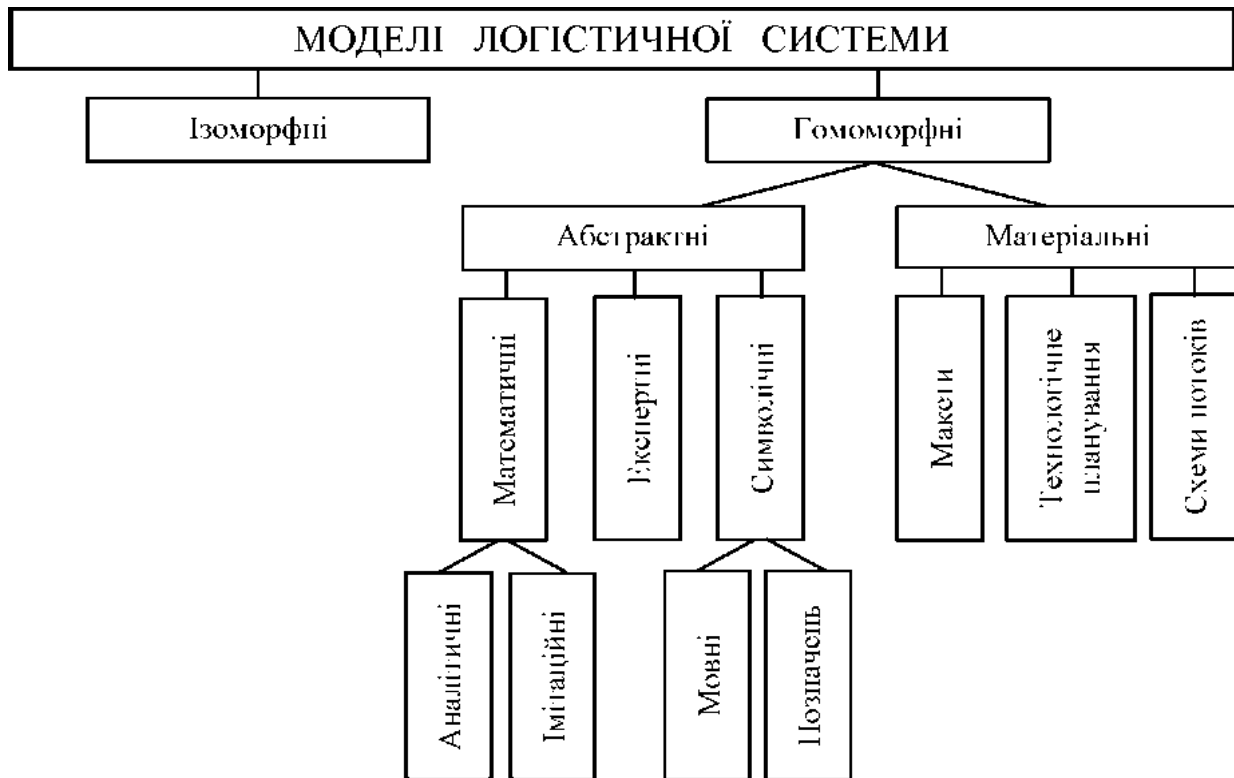 МОДЕЛІ ЛОГІСТИЧНОЇ СИСТЕМИ
Ізоморфні
Гомоморфні
Абстрактні
Матеріальні
Математичні
Експертні
Символічні
Макети
Технологічне
планування
Схеми потоків
Аналітичні
Імітаційні
Мовні
Позначень